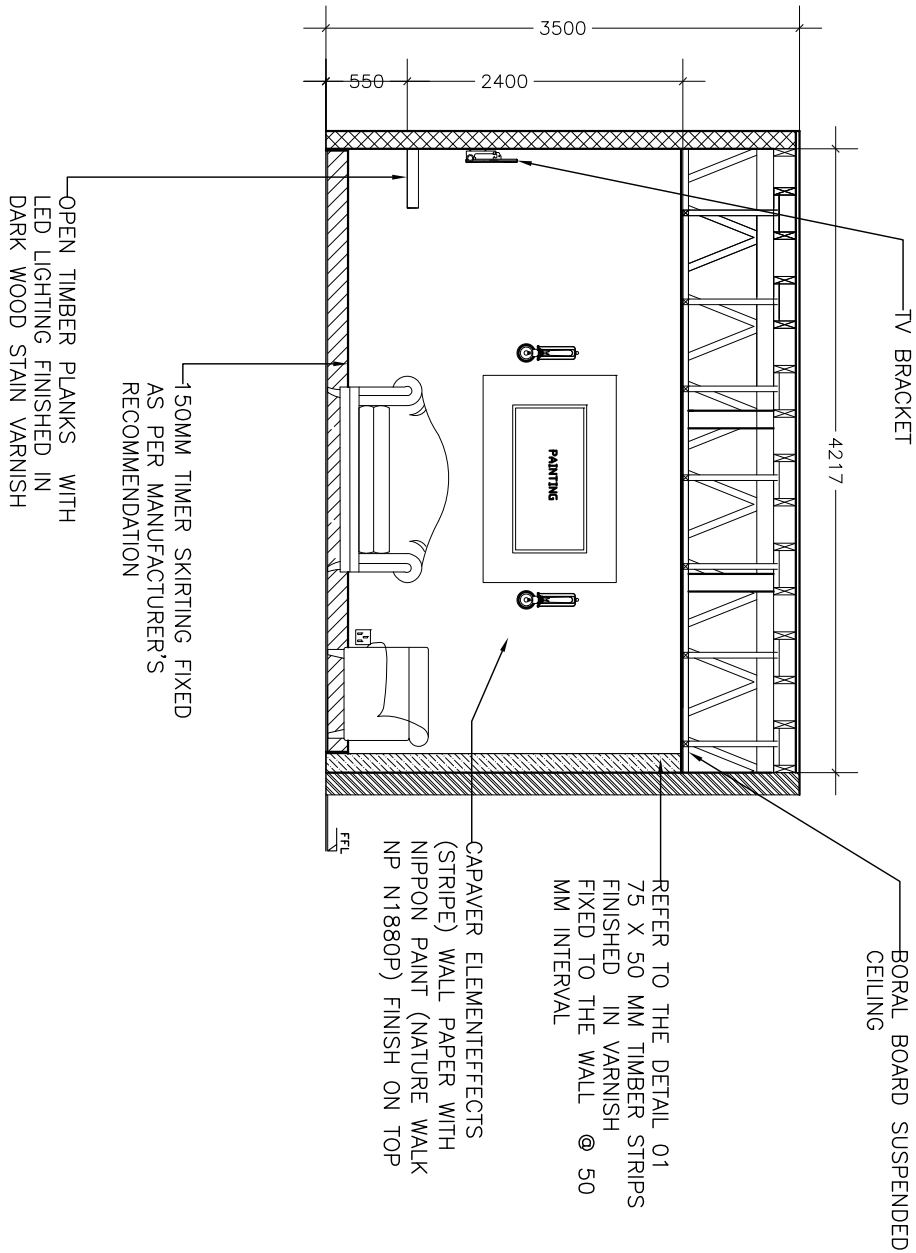 3500
550
2400
4217
TV BRACKET
BORAL BOARD SUSPENDED
CEILING
PAINTING
REFER TO THE DETAIL 01
75 X 50 MM TIMBER STRIPS
FINISHED IN VARNISH
FIXED TO THE WALL @ 50
MM INTERVAL
CAPAVER ELEMENTEFFECTS
(STRIPE) WALL PAPER WITH
NIPPON PAINT (NATURE WALK
NP N1880P) FINISH ON TOP
FFL
150MM TIMER SKIRTING FIXED
AS PER MANUFACTURER'S
RECOMMENDATION
OPEN TIMBER PLANKS WITH
LED LIGHTING FINISHED IN
DARK WOOD STAIN VARNISH